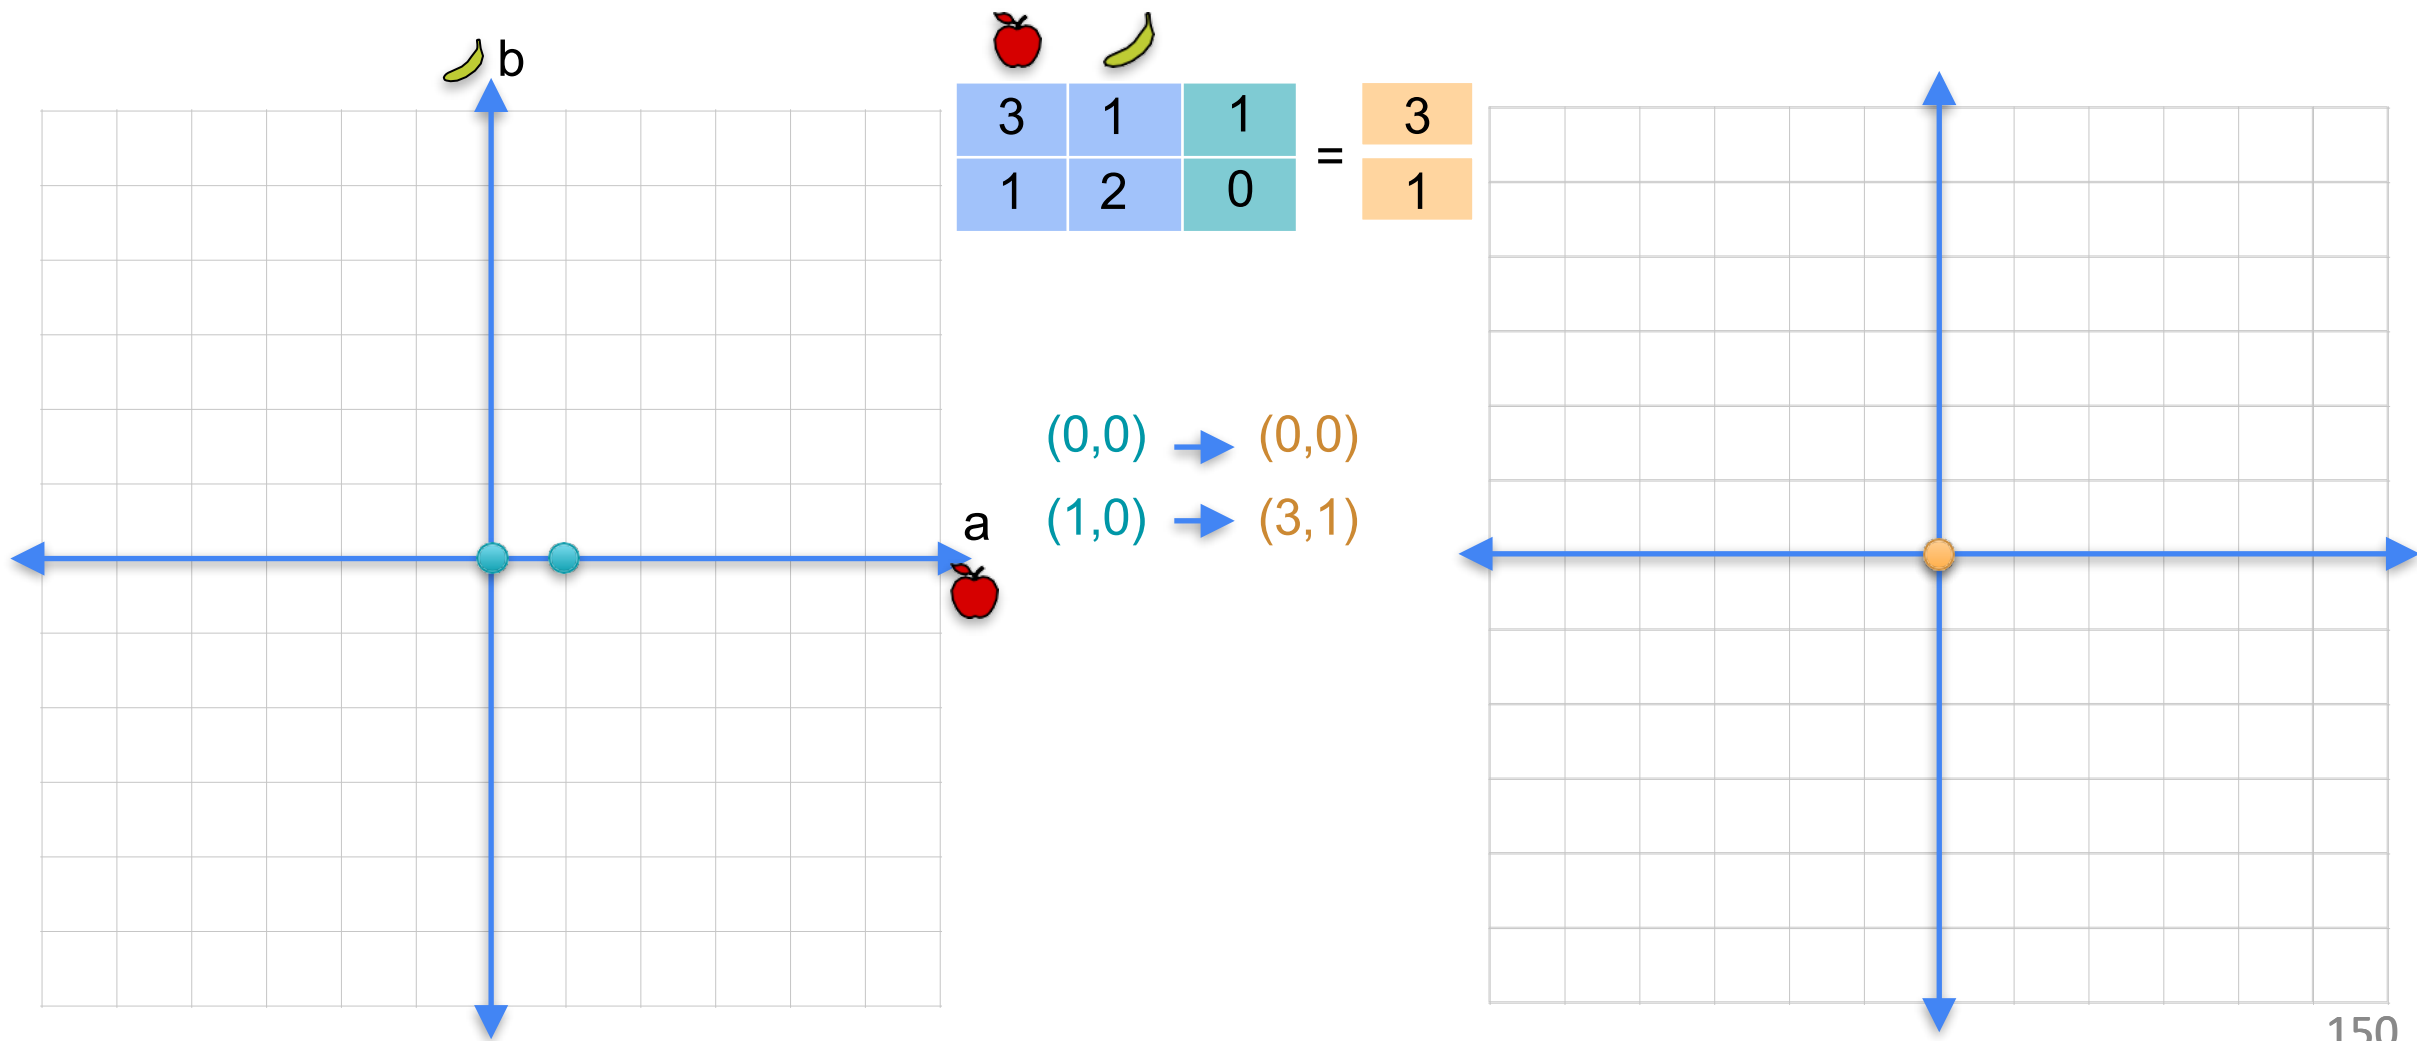 b
3 1 1 = 3
1 2 0 1
(0,0) (0,0)
(1,0) (3,1)
a
150